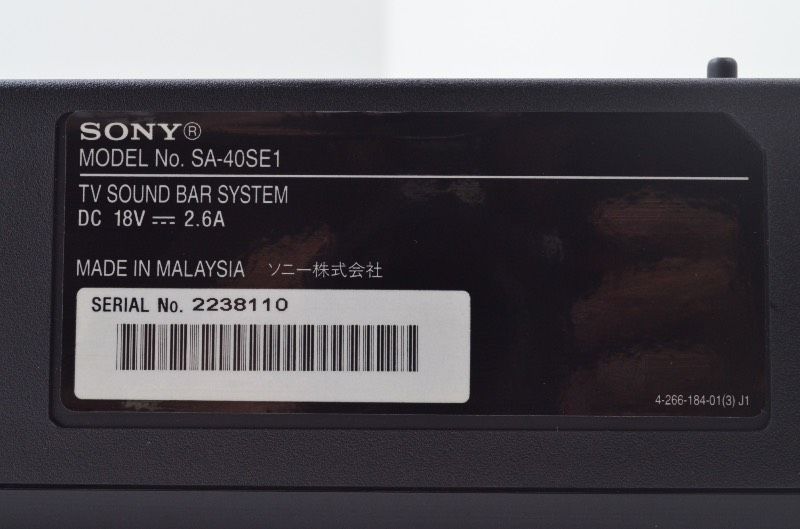 SONY®
MODEL No. SA-40SE1
TV SOUND BAR SYSTEM
DC 18V ⎓ 2.6A
MADE IN MALAYSIA ソニー株式会社
SERIAL No. 2238110
4-266-184-01(3) J1